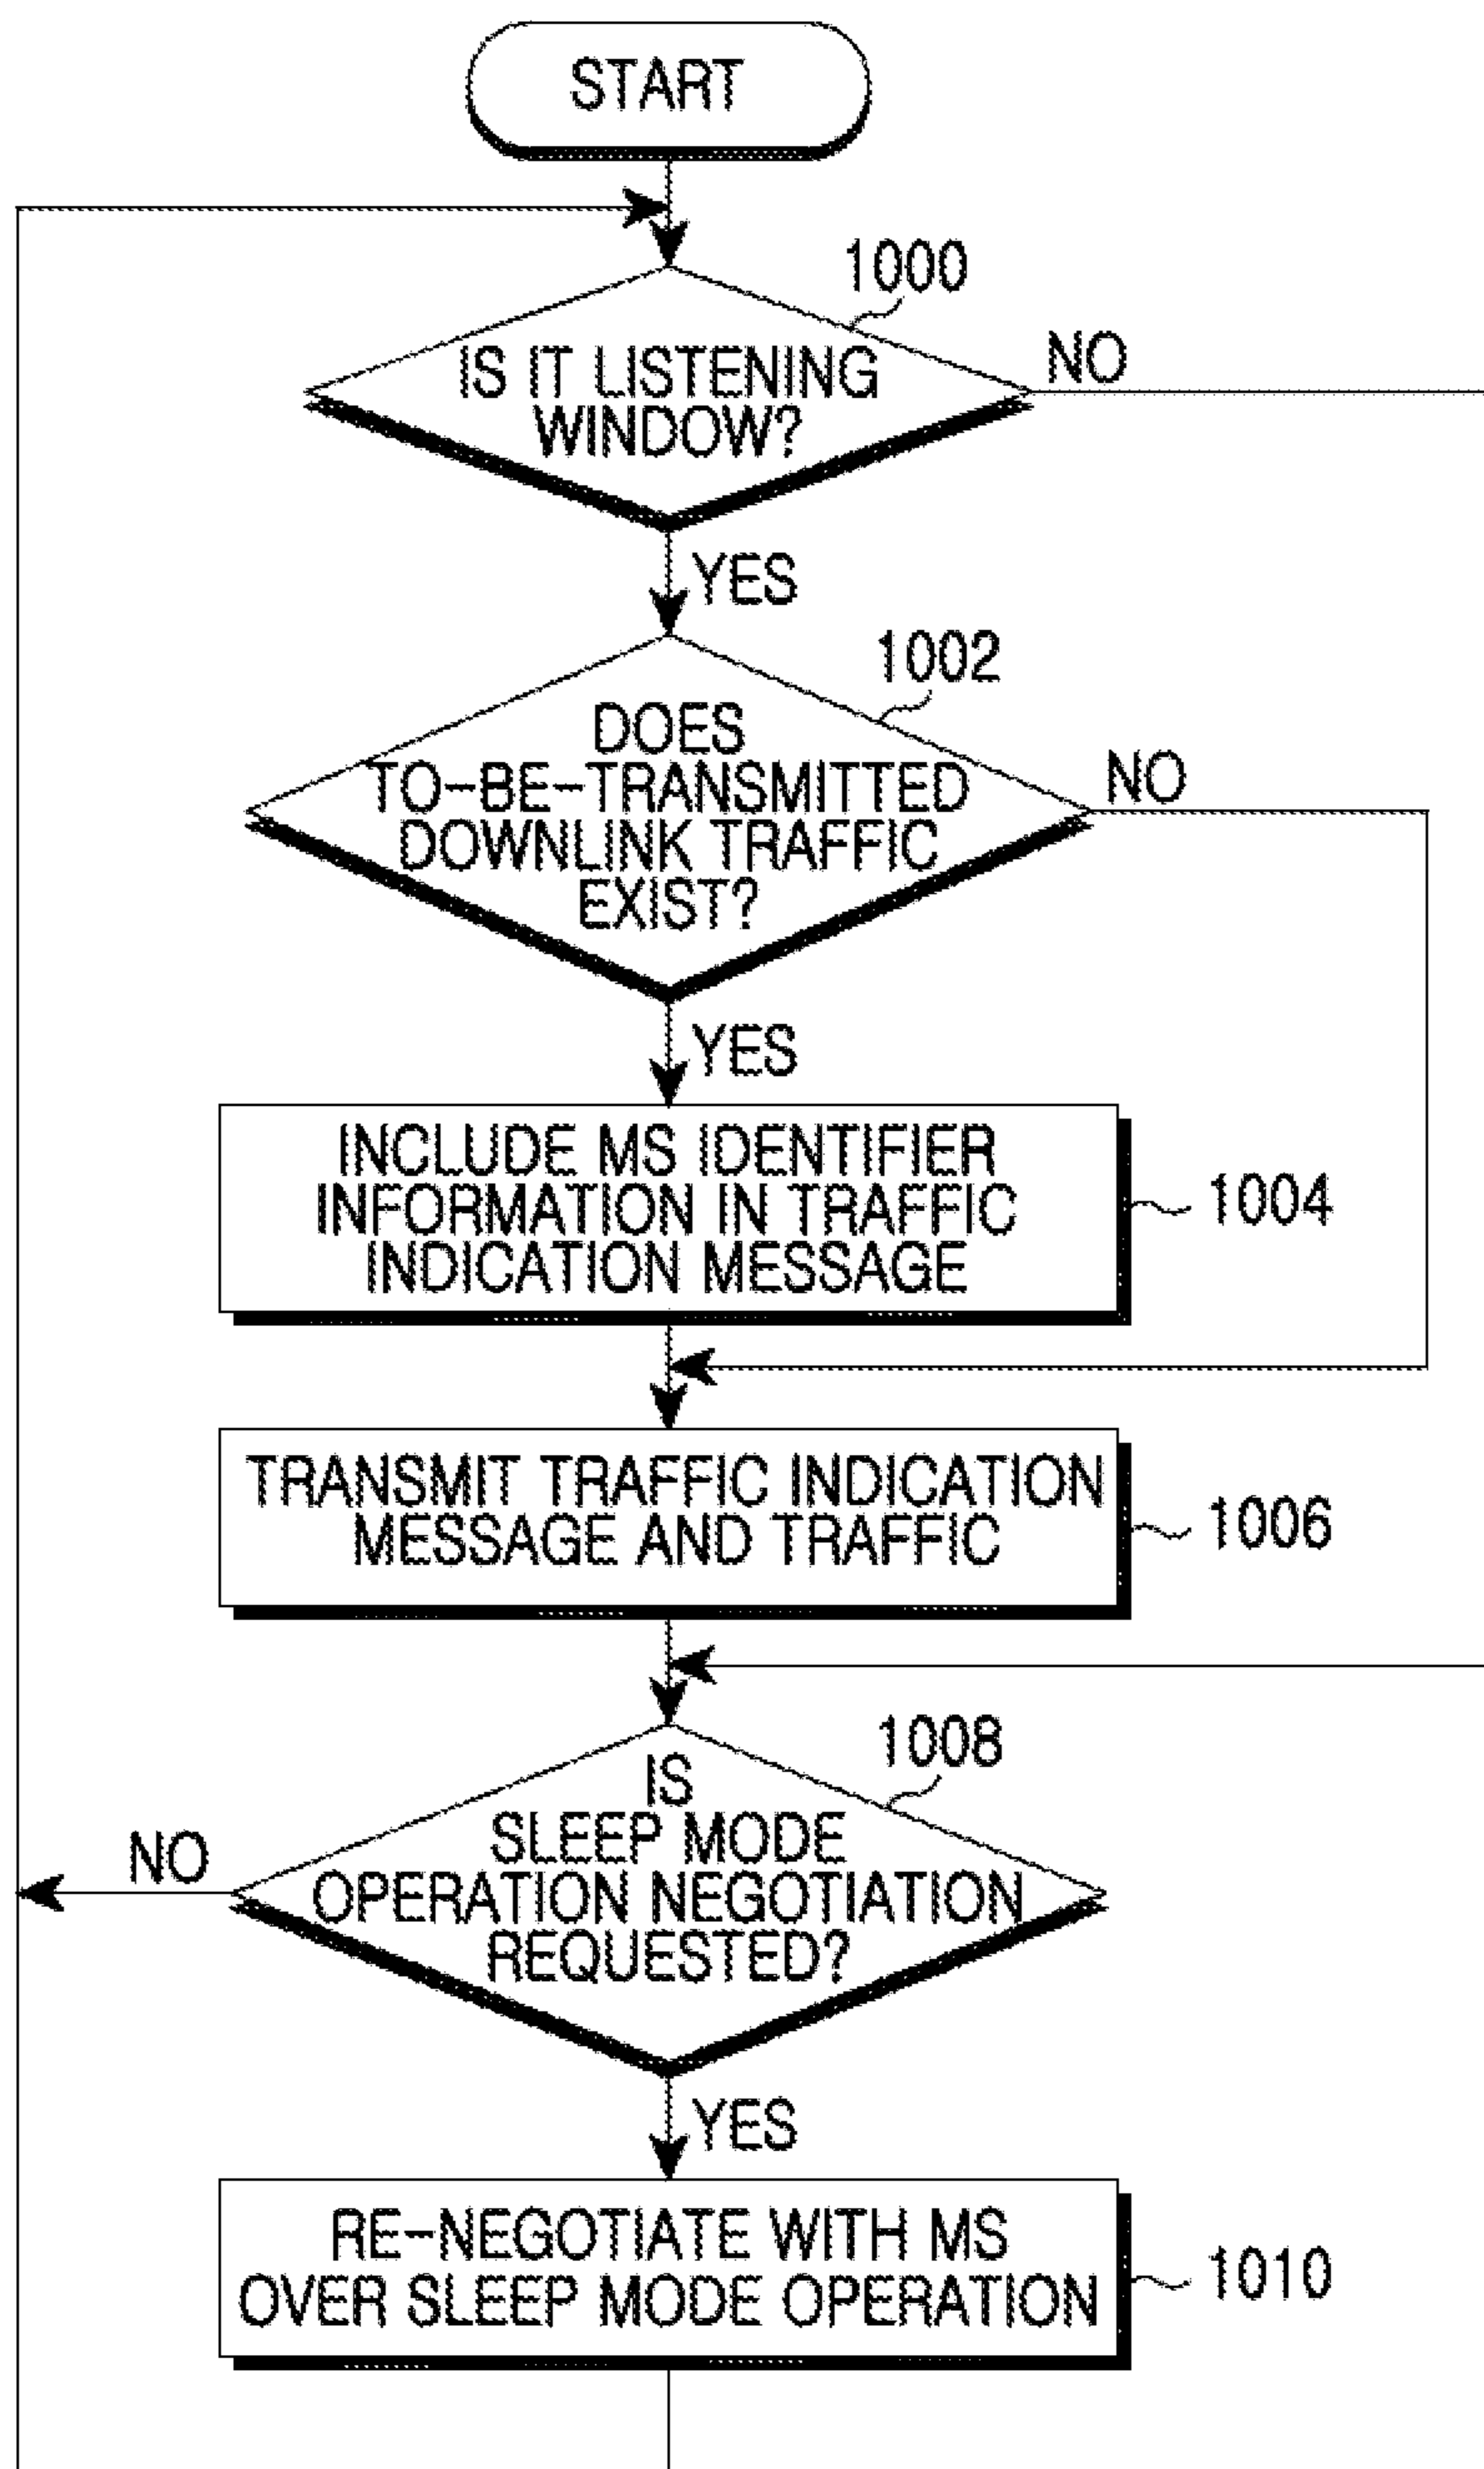 START
1000
IS IT LISTENING
WINDOW?
NO
YES
1002
DOES
TO-BE-TRANSMITTED
DOWNLINK TRAFFIC
EXIST?
NO
YES
INCLUDE MS IDENTIFIER
INFORMATION IN TRAFFIC
INDICATION MESSAGE
1004
TRANSMIT TRAFFIC INDICATION
MESSAGE AND TRAFFIC
1006
1008
IS
SLEEP MODE
OPERATION NEGOTIATION
REQUESTED?
NO
YES
RE-NEGOTIATE WITH MS
OVER SLEEP MODE OPERATION
1010